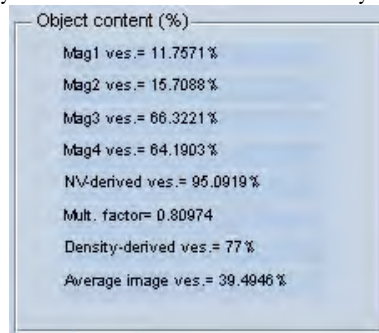 Object content (%)
Mag1 ves.= 11.7571%
Mag2 ves.= 15.7088%
Mag3 ves.= 66.3221%
Mag4 ves.= 64.1903%
NV-derived ves.= 95.0919%
Mult. factor= 0.80974
Density-derived ves.= 77%
Average image ves.= 39.4946%